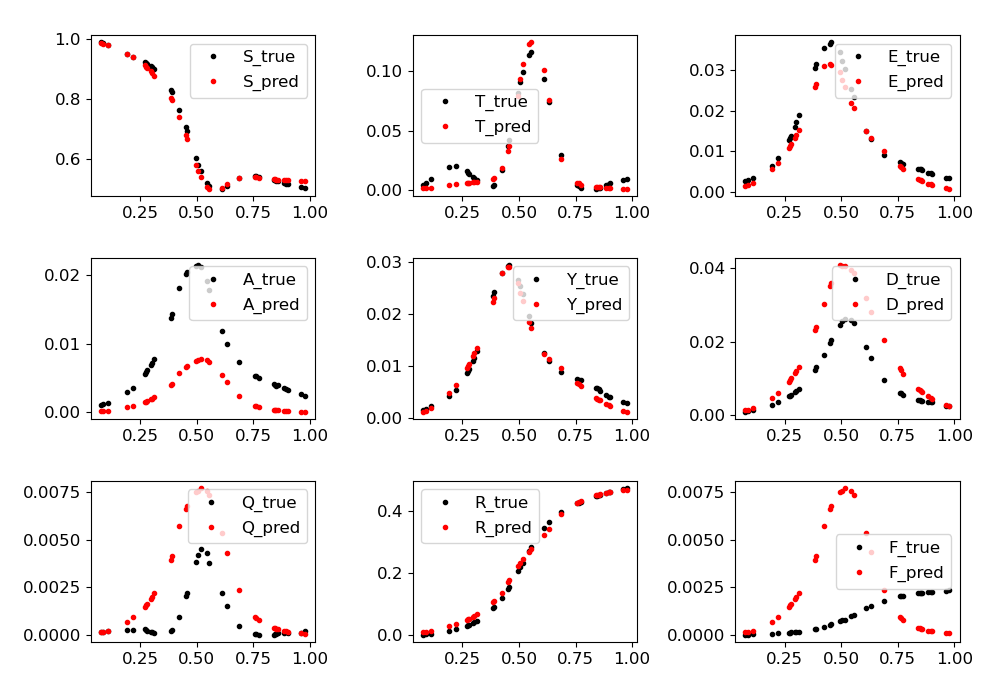 1.0
0.8
0.6
0.25 0.50 0.75 1.00
S_true
S_pred
0.10
0.05
0.00
0.25 0.50 0.75 1.00
T_true
T_pred
0.03
0.02
0.01
0.00
0.25 0.50 0.75 1.00
E_true
E_pred
0.02
0.01
0.00
0.25 0.50 0.75 1.00
A_true
A_pred
0.03
0.02
0.01
0.00
0.25 0.50 0.75 1.00
Y_true
Y_pred
0.04
0.02
0.00
0.25 0.50 0.75 1.00
D_true
D_pred
0.0075
0.0050
0.0025
0.0000
0.25 0.50 0.75 1.00
Q_true
Q_pred
0.4
0.2
0.0
0.25 0.50 0.75 1.00
R_true
R_pred
0.0075
0.0050
0.0025
0.0000
0.25 0.50 0.75 1.00
F_true
F_pred